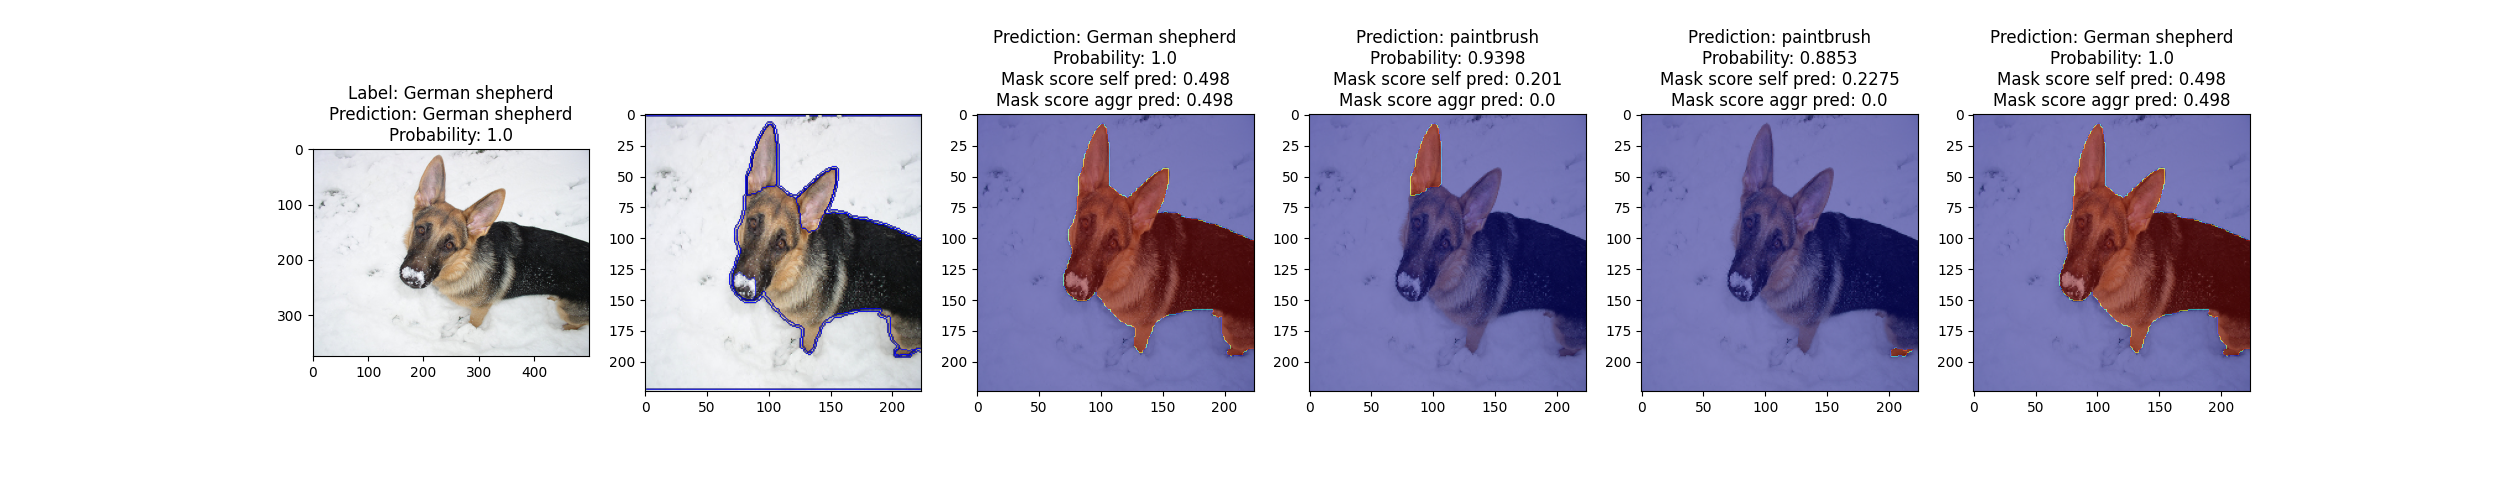 Label: German shepherd
Prediction: German shepherd
Probability: 1.0
0
100
200
300
0 100 200 300 400
0
25
50
75
100
125
150
175
200
0 50 100 150 200
Prediction: German shepherd
Probability: 1.0
Mask score self pred: 0.498
Mask score aggr pred: 0.498
0
25
50
75
100
125
150
175
200
0 50 100 150 200
Prediction: paintbrush
Probability: 0.9398
Mask score self pred: 0.201
Mask score aggr pred: 0.0
0
25
50
75
100
125
150
175
200
0 50 100 150 200
Prediction: paintbrush
Probability: 0.8853
Mask score self pred: 0.2275
Mask score aggr pred: 0.0
0
25
50
75
100
125
150
175
200
0 50 100 150 200
Prediction: German shepherd
Probability: 1.0
Mask score self pred: 0.498
Mask score aggr pred: 0.498
0
25
50
75
100
125
150
175
200
0 50 100 150 200